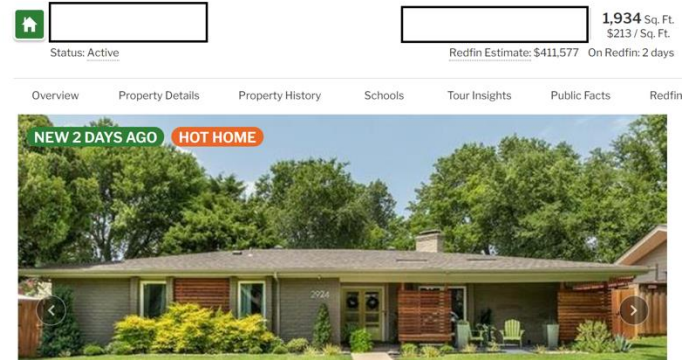 1,934 Sq. Ft.
$213 / Sq. Ft.
Status: Active
Redfin Estimate: $411,577 On Redfin: 2 days
Overview Property Details Property History Schools Tour Insights Public Facts Redfin
NEW 2 DAYS AGO HOT HOME
2924